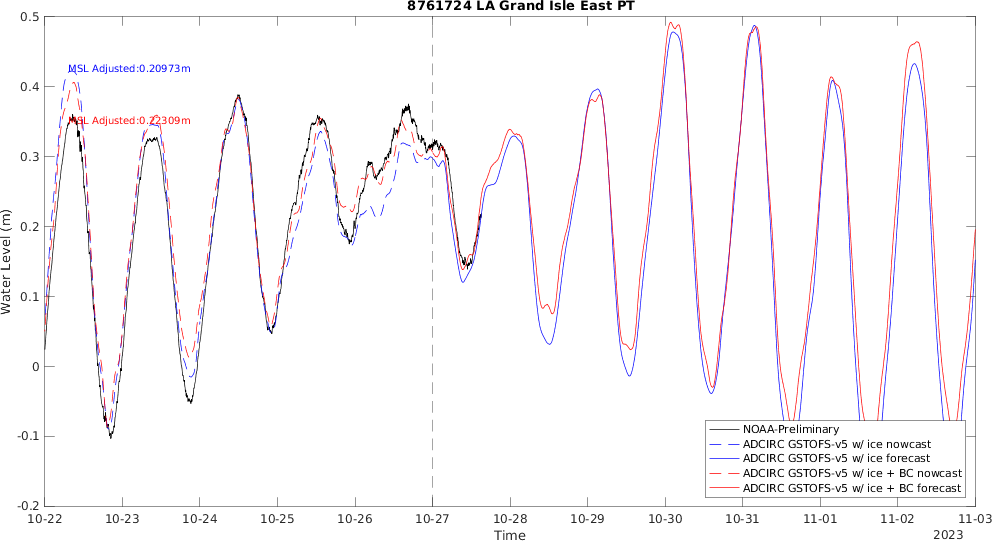 8761724 LA Grand Isle East PT
0.5
0.4
0.3
0.2
0.1
0
-0.1
-0.2
Water Level (m)
MSL Adjusted:0.20973m
MSL Adjusted:0.22309m
NOAA-Preliminary
ADCIRC GSTOFS-v5 w/ ice nowcast
ADCIRC GSTOFS-v5 w/ ice forecast
ADCIRC GSTOFS-v5 w/ ice + BC nowcast
ADCIRC GSTOFS-v5 w/ ice + BC forecast
10-22 10-23 10-24 10-25 10-26 10-27 10-28 10-29 10-30 10-31 11-01 11-02 11-03
Time
2023